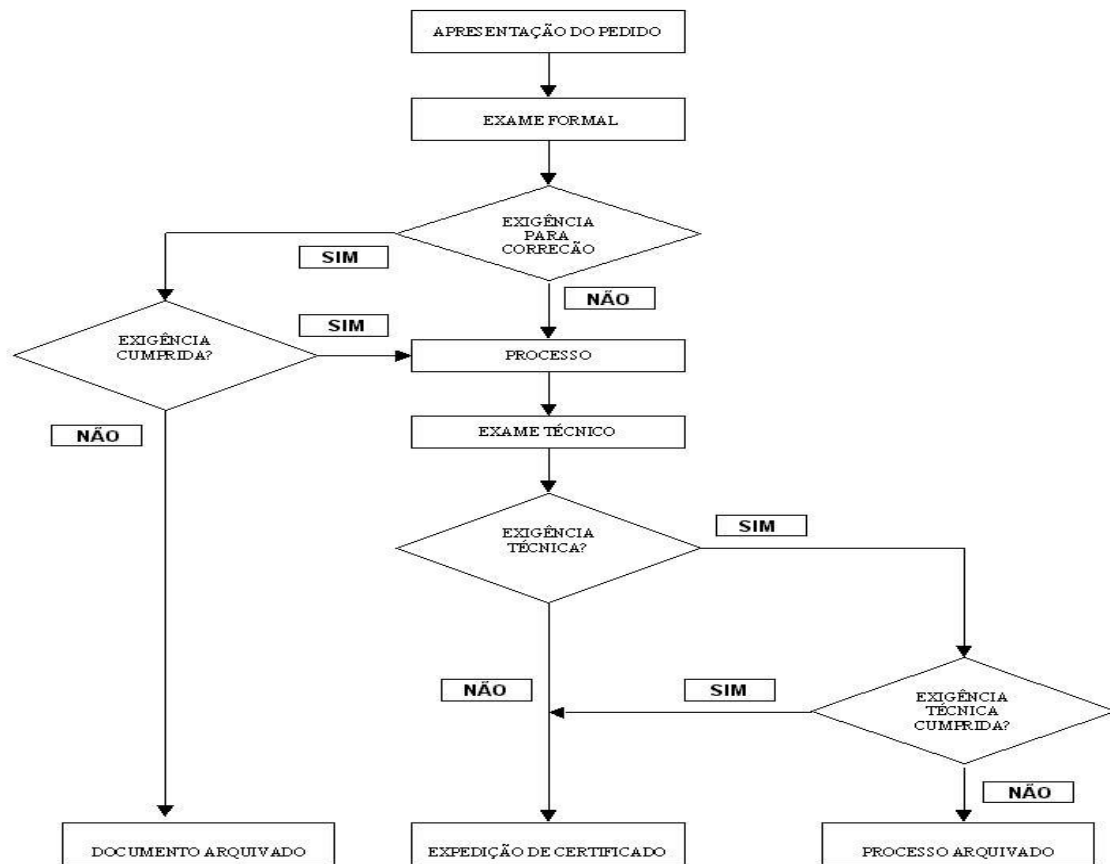 APRESENTAÇÃO DO PEDIDO
EXAME FORMAL
EXIGÊNCIA
PARA
CORRECÃO
SIM
NÃO
EXIGÊNCIA
CUMPRIDA?
SIM
PROCESSO
NÃO
EXAME TÉCNICO
EXIGÊNCIA
TÉCNICA?
SIM
NÃO
SIM
EXIGÊNCIA
TÉCNICA
CUMPRIDA?
NÃO
DOCUMENTO ARQUIVADO
EXPEDIÇÃO DE CERTIFICADO
PROCESSO ARQUIVADO